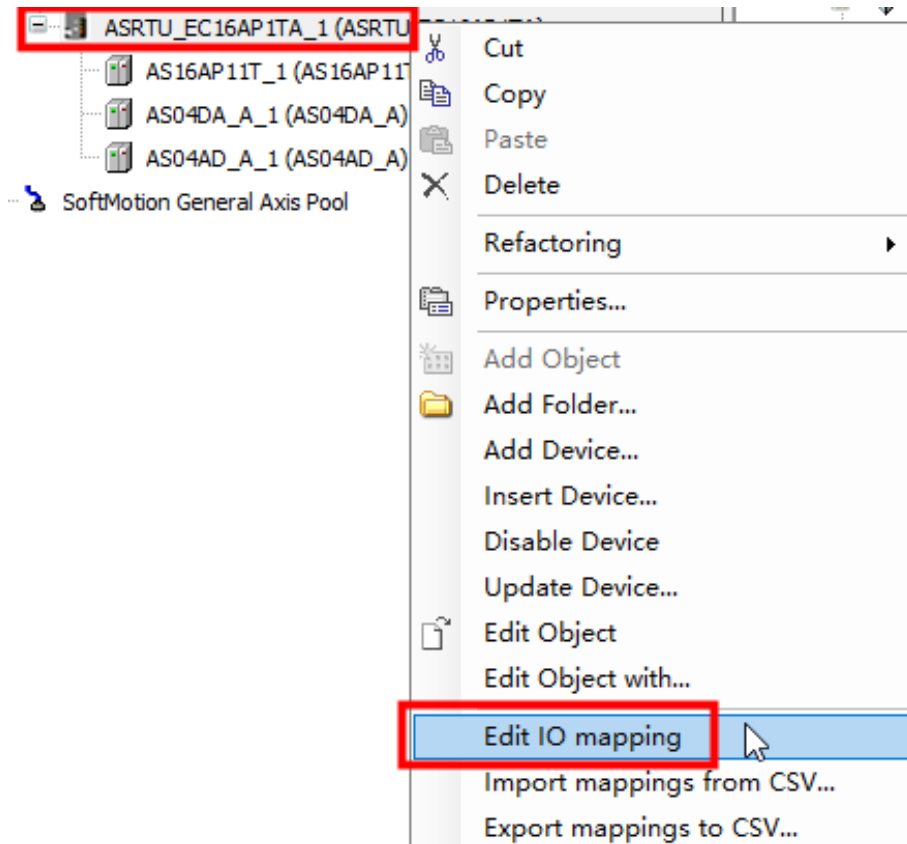 ASRTU_EC16AP1TA_1 (ASRTU
AS16AP11T_1 (AS16AP11T
AS04DA_A_1 (AS04DA_A)
AS04AD_A_1 (AS04AD_A)
SoftMotion General Axis Pool
Cut
Copy
Paste
Delete
Refactoring
Properties...
Add Object
Add Folder...
Add Device...
Insert Device...
Disable Device
Update Device...
Edit Object
Edit Object with...
Edit IO mapping
Import mappings from CSV...
Export mappings to CSV...